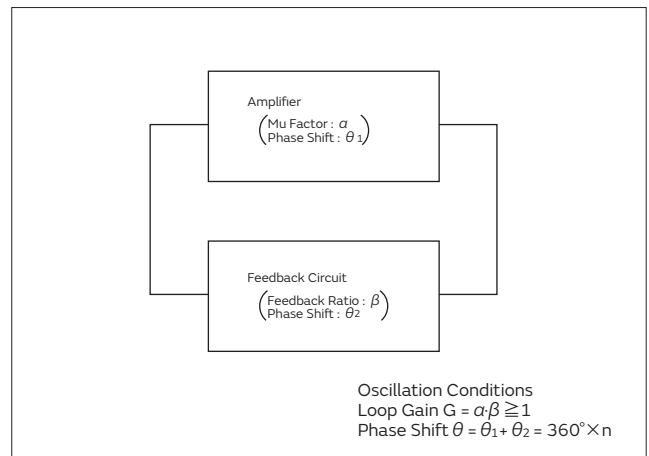 Amplifier
(Mu Factor : α
Phase Shift : θ1)
Feedback Circuit
(Feedback Ratio : β
Phase Shift : θ2)
Oscillation Conditions
Loop Gain G = α·β ≧ 1
Phase Shift θ = θ1 + θ2 = 360°×n